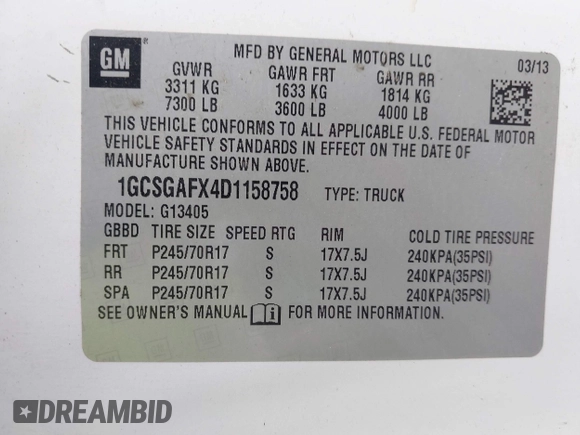 GM
MFD BY GENERAL MOTORS LLC
03/13
GVWR GAWR FRT GAWR RR
3311 KG 1633 KG 1814 KG
7300 LB 3600 LB 4000 LB
THIS VEHICLE CONFORMS TO ALL APPLICABLE U.S. FEDERAL MOTOR
VEHICLE SAFETY STANDARDS IN EFFECT ON THE DATE OF
MANUFACTURE SHOWN ABOVE.
1GCSGAFX4D1158758 TYPE: TRUCK
MODEL: G13405
GBBD TIRE SIZE SPEED RTG RIM COLD TIRE PRESSURE
FRT P245/70R17 S 17X7.5J 240KPA(35PSI)
RR P245/70R17 S 17X7.5J 240KPA(35PSI)
SPA P245/70R17 S 17X7.5J 240KPA(35PSI)
SEE OWNER'S MANUAL FOR MORE INFORMATION.
DREAMBID